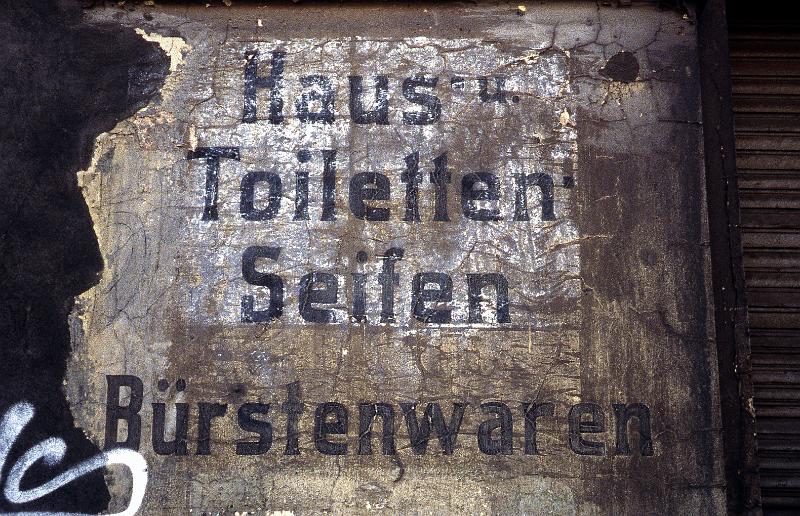 Haus- u.
Toiletten-
Seifen
Bürstenwaren